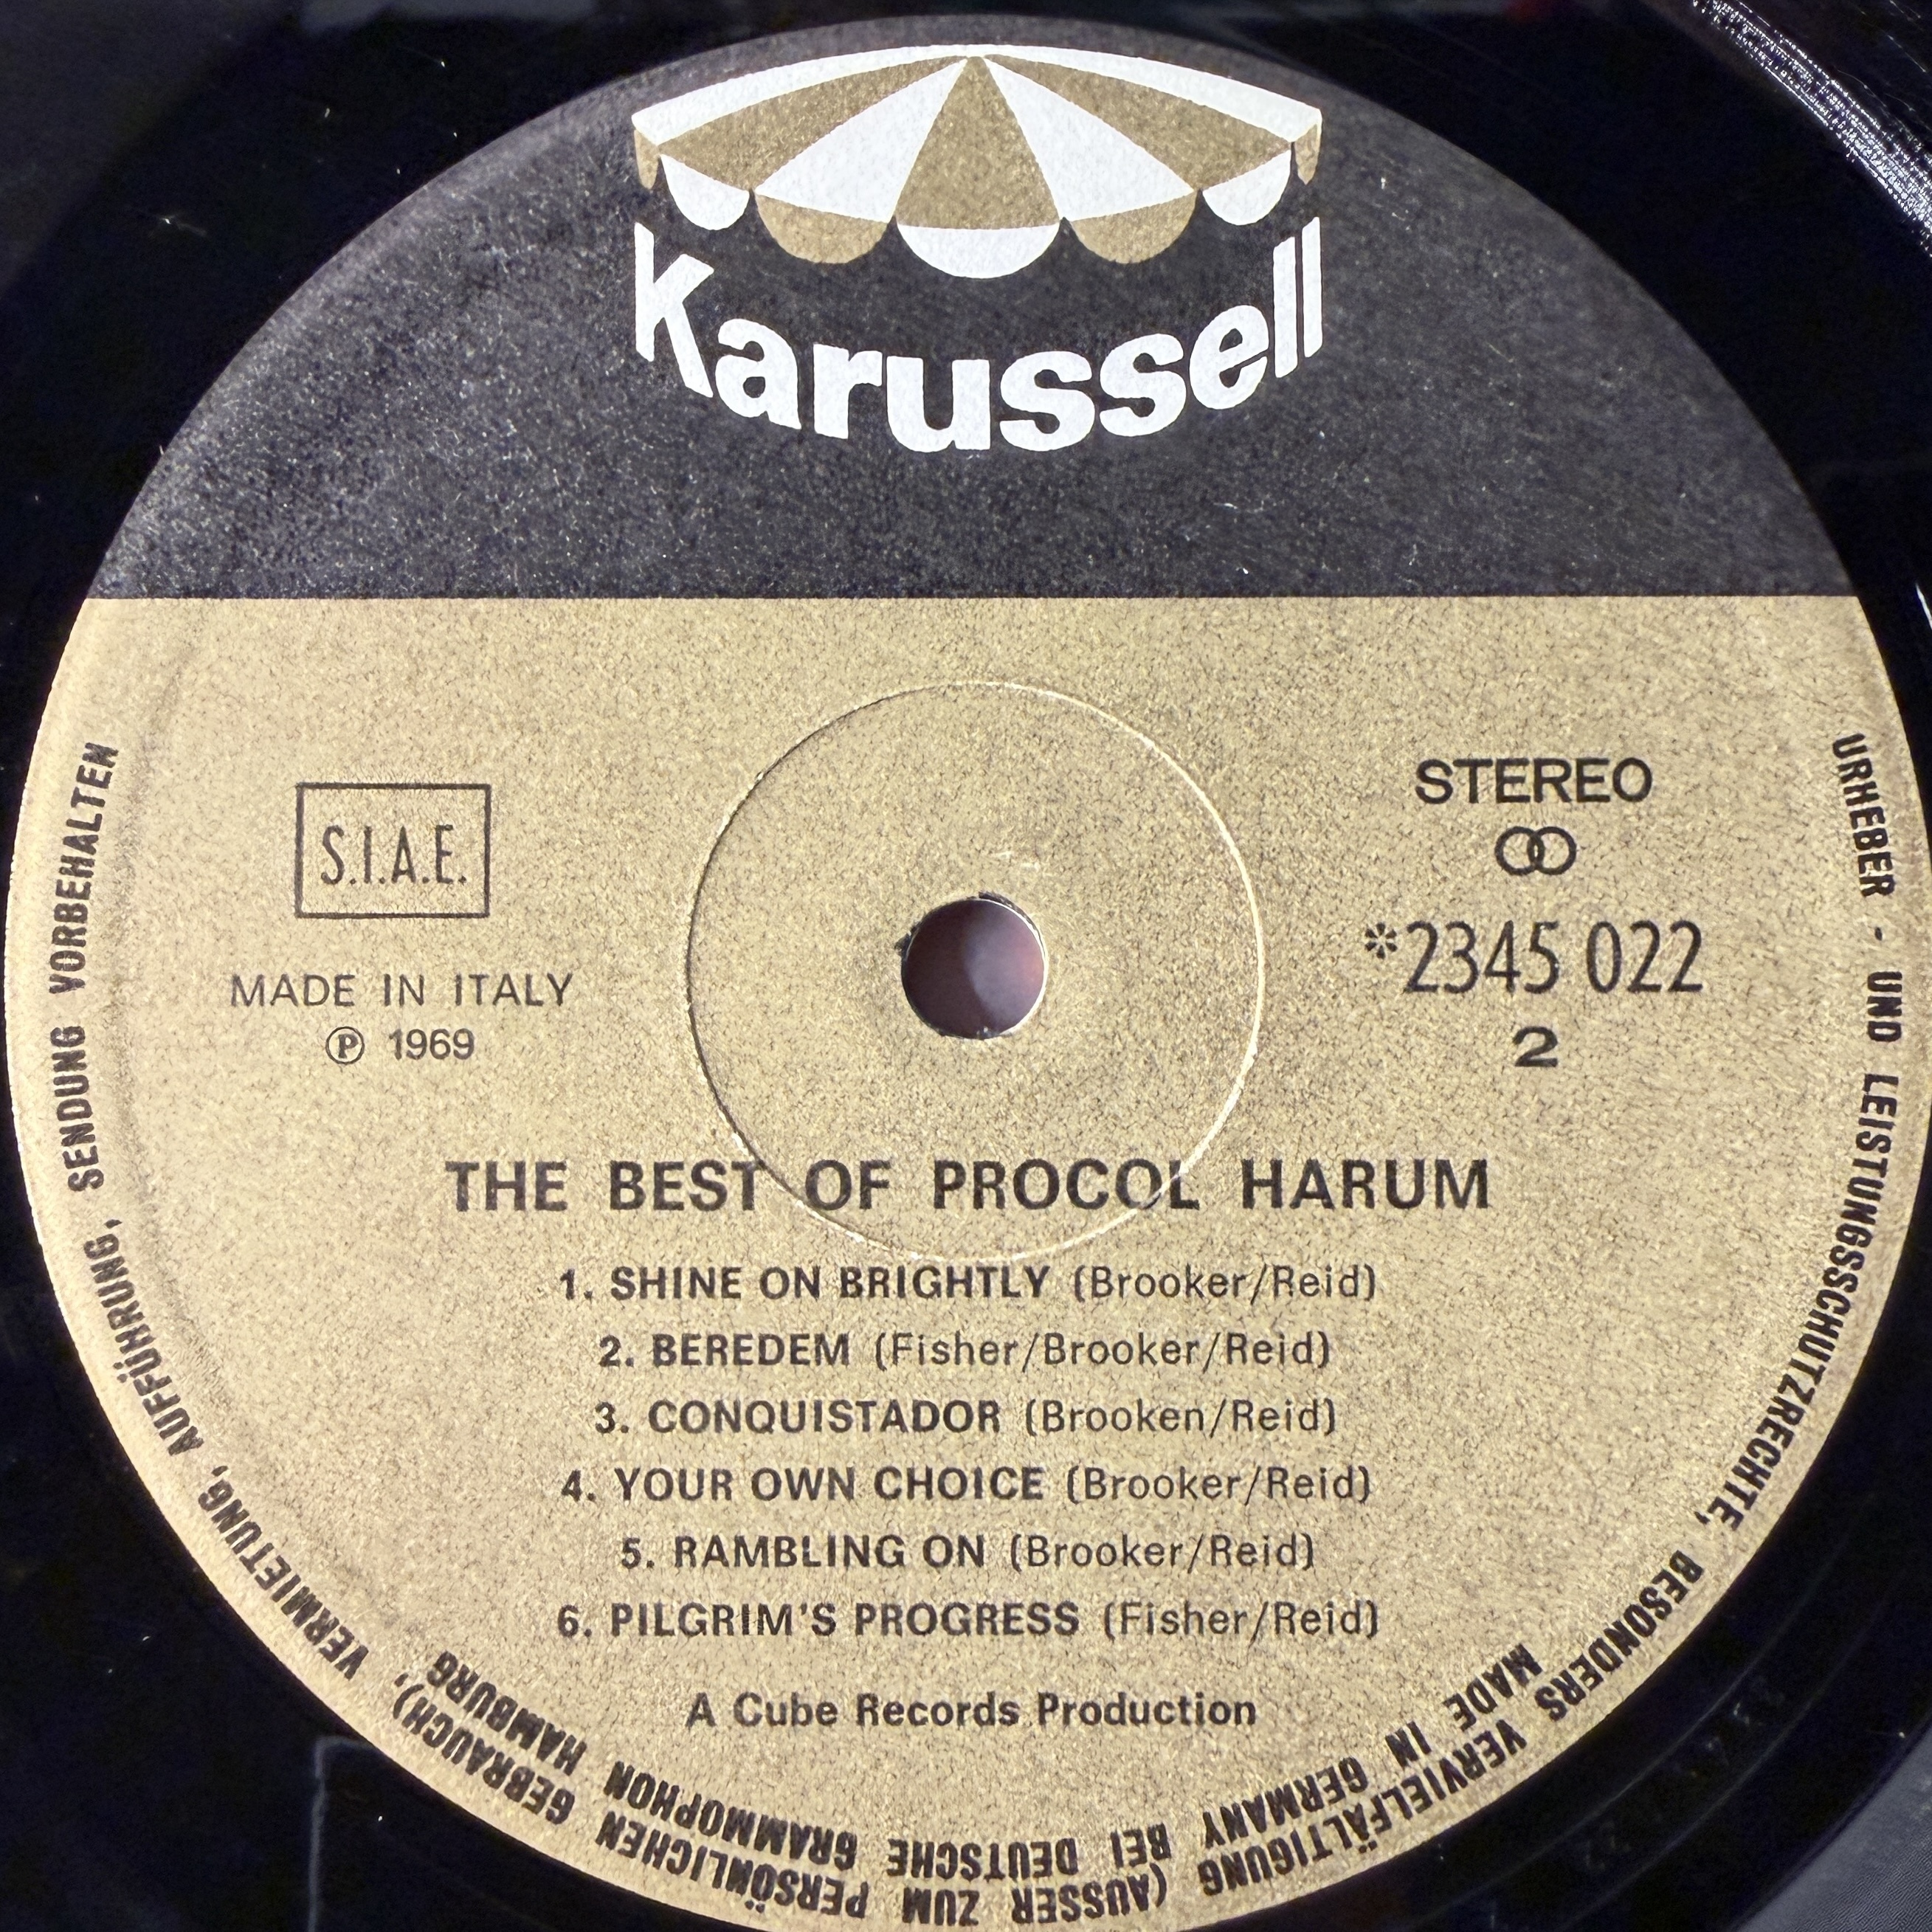 Karussell
S.I.A.E.
MADE IN ITALY
Ⓟ 1969
STEREO
*2345 022
2
THE BEST OF PROCOL HARUM
1. SHINE ON BRIGHTLY (Brooker/Reid)
2. BEREDEM (Fisher/Brooker/Reid)
3. CONQUISTADOR (Brooken/Reid)
4. YOUR OWN CHOICE (Brooker/Reid)
5. RAMBLING ON (Brooker/Reid)
6. PILGRIM'S PROGRESS (Fisher/Reid)
A Cube Records Production
URHEBER - UND LEISTUNGSSCHUTZRECHTE, BESONDERS VERVIELFÄLTIGUNG (AUSSER ZUM PERSÖNLICHEN GEBRAUCH), VERMIETUNG, AUFFÜHRUNG, SENDUNG VORBEHALTEN
MADE IN GERMANY BEI DEUTSCHE GRAMMOPHON HAMBURG